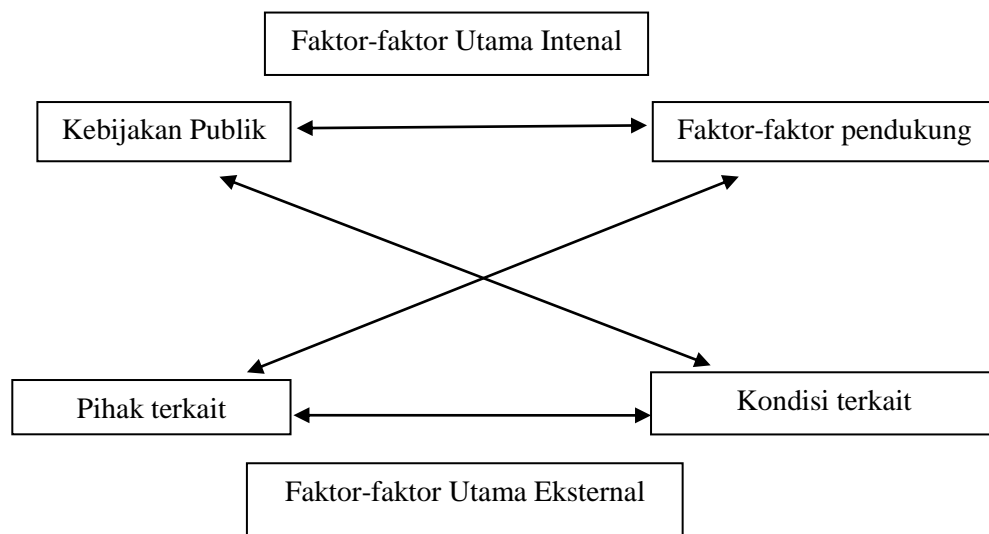 Faktor-faktor Utama Intenal
Kebijakan Publik
Faktor-faktor pendukung
Pihak terkait
Kondisi terkait
Faktor-faktor Utama Eksternal